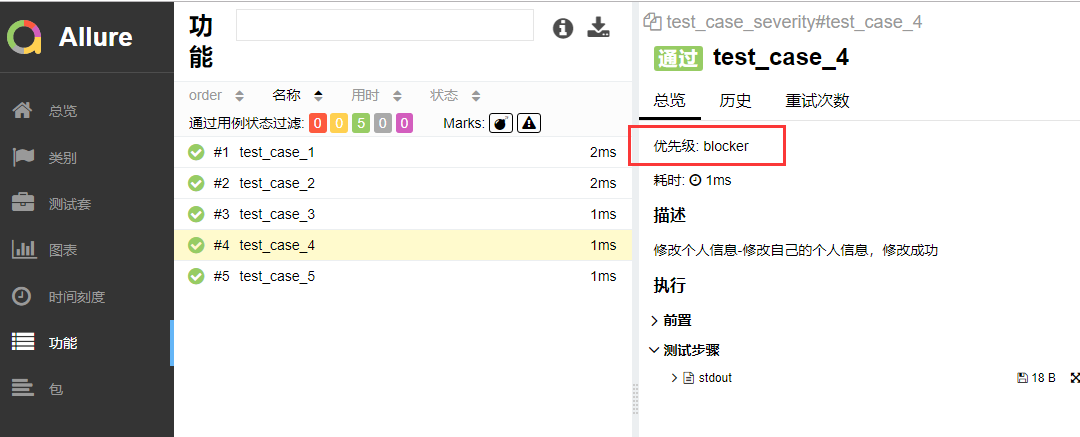 Allure
总览
类别
测试套
图表
时间刻度
功能
包
功能
order 名称 用时 状态
通过用例状态过滤: 0 0 5 0 0 Marks:
#1 test_case_1 2ms
#2 test_case_2 2ms
#3 test_case_3 1ms
#4 test_case_4 1ms
#5 test_case_5 1ms
test_case_severity#test_case_4
通过 test_case_4
总览 历史 重试次数
优先级: blocker
耗时: 1ms
描述
修改个人信息-修改自己的个人信息，修改成功
执行
前置
测试步骤
stdout 18 B